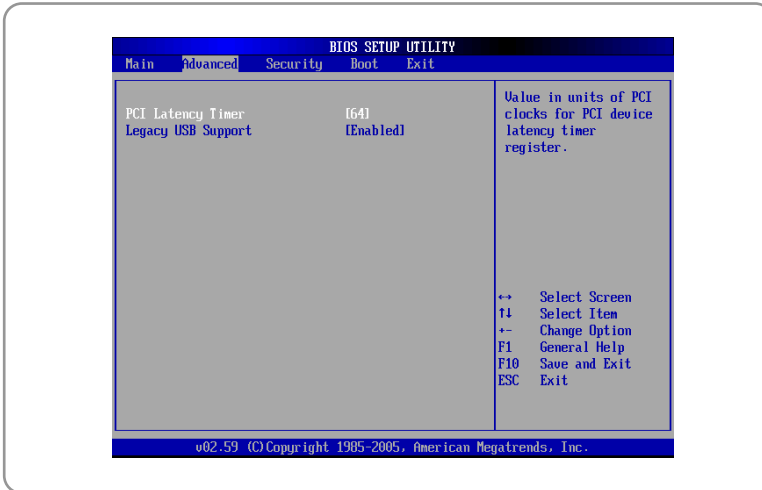 BIOS SETUP UTILITY
Main Advanced Security Boot Exit
PCI Latency Timer [64]
Legacy USB Support [Enabled]
Value in units of PCI
clocks for PCI device
latency timer
register.
↔ Select Screen
↑↓ Select Item
+- Change Option
F1 General Help
F10 Save and Exit
ESC Exit
v02.59 (C)Copyright 1985-2005, American Megatrends, Inc.